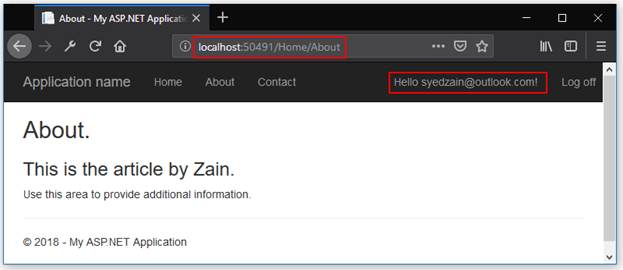 About - My ASP.NET Applicatio
localhost:50491/Home/About
Application name Home About Contact Hello syedzain@outlook.com! Log off
About.
This is the article by Zain.
Use this area to provide additional information.
© 2018 - My ASP.NET Application